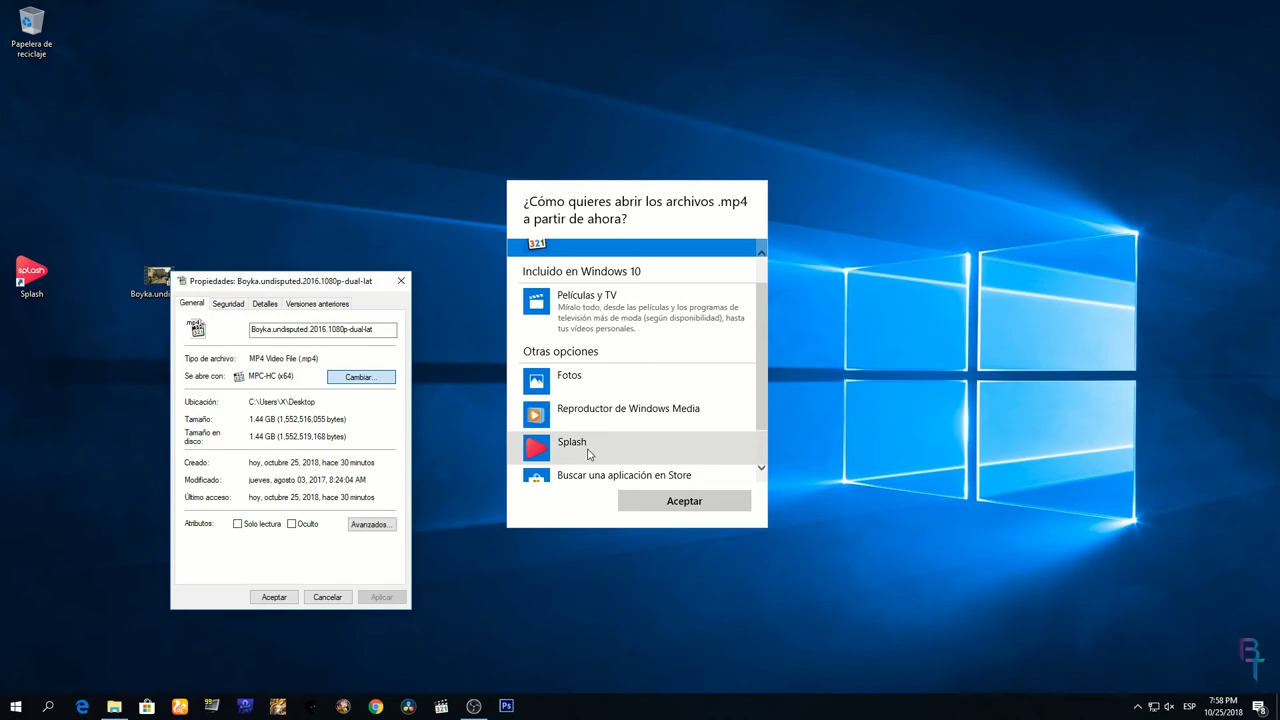 Papelera de
reciclaje
splash
Splash
Boyka.undi
Propiedades: Boyka.undisputed.2016.1080p-dual-lat
General
Seguridad
Detalles
Versiones anteriores
mp4
321
Boyka.undisputed.2016.1080p-dual-lat
Tipo de archivo:
MP4 Video File (.mp4)
Se abre con:
MPC-HC (x64)
Cambiar...
Ubicación:
C:\Users\X\Desktop
Tamaño:
1.44 GB (1,552,516,055 bytes)
Tamaño en
disco:
1.44 GB (1,552,519,168 bytes)
Creado:
hoy, octubre 25, 2018, hace 30 minutos
Modificado:
jueves, agosto 03, 2017, 8:24:04 AM
Último acceso:
hoy, octubre 25, 2018, hace 30 minutos
Atributos:
Solo lectura
Oculto
Avanzados...
Aceptar
Cancelar
Aplicar
¿Cómo quieres abrir los archivos .mp4
a partir de ahora?
321
Incluido en Windows 10
Películas y TV
Míralo todo, desde las películas y los programas de
televisión más de moda (según disponibilidad), hasta
tus vídeos personales.
Otras opciones
Fotos
Reproductor de Windows Media
Splash
Buscar una aplicación en Store
Aceptar
BT
Ps
ESP
7:58 PM
10/25/2018
8